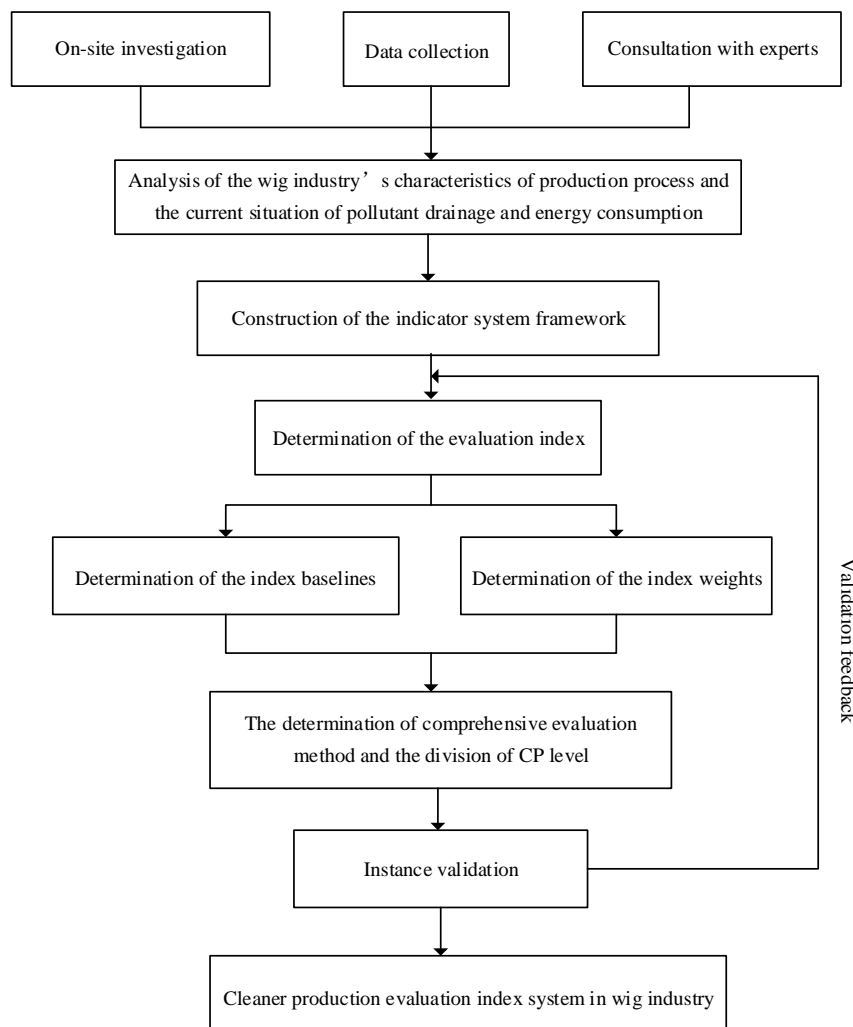 On-site investigation
Data collection
Consultation with experts
Analysis of the wig industry’s characteristics of production process and
the current situation of pollutant drainage and energy consumption
Construction of the indicator system framework
Determination of the evaluation index
Determination of the index baselines
Determination of the index weights
Validation feedback
The determination of comprehensive evaluation
method and the division of CP level
Instance validation
Cleaner production evaluation index system in wig industry